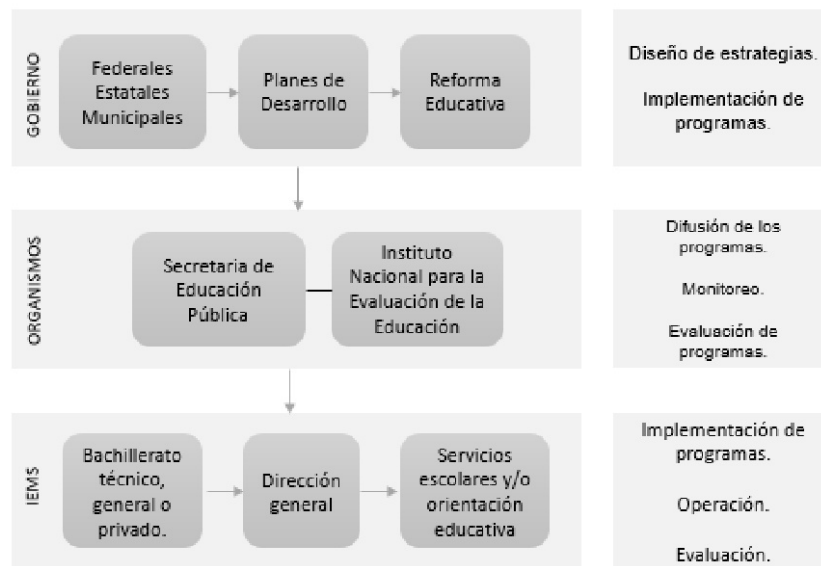 GOBIERNO
Federales
Estatales
Municipales
Planes de
Desarrollo
Reforma
Educativa
Diseño de estrategias.
Implementación de
programas.
ORGANISMOS
Secretaria de
Educación
Pública
Instituto
Nacional para la
Evaluación de la
Educación
Difusión de los
programas.
Monitoreo.
Evaluación de
programas.
IEMS
Bachillerato
técnico,
general o
privado.
Dirección
general
Servicios
escolares y/o
orientación
educativa
Implementación de
programas.
Operación.
Evaluación.